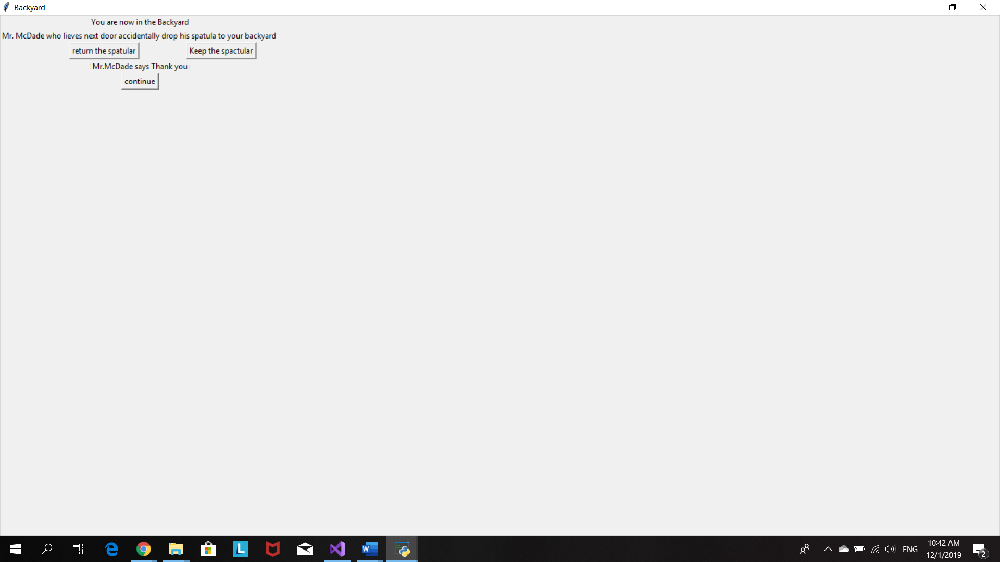 Backyard
You are now in the Backyard
Mr. McDade who lieves next door accidentally drop his spatula to your backyard
return the spatular
Keep the spactular
Mr.McDade says Thank you
continue
L
W
ENG
10:42 AM
12/1/2019
2